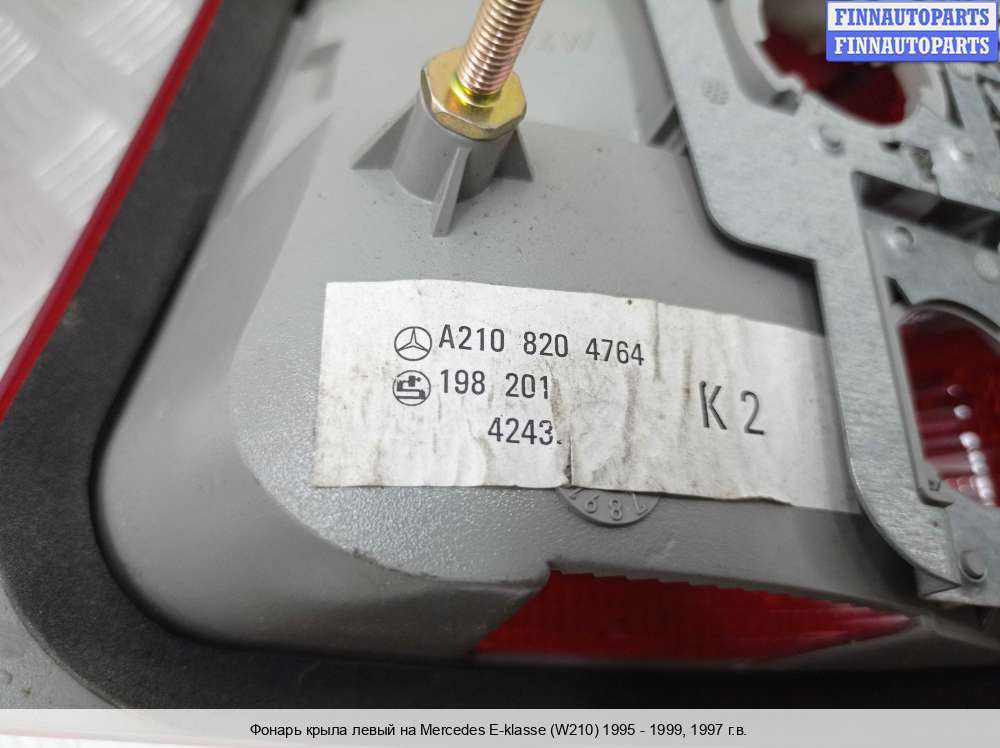 FINNAUTOPARTS
FINNAUTOPARTS
A210 820 4764
198 201
4243
K2
Фонарь крыла левый на Mercedes E-klasse (W210) 1995 - 1999, 1997 г.в.